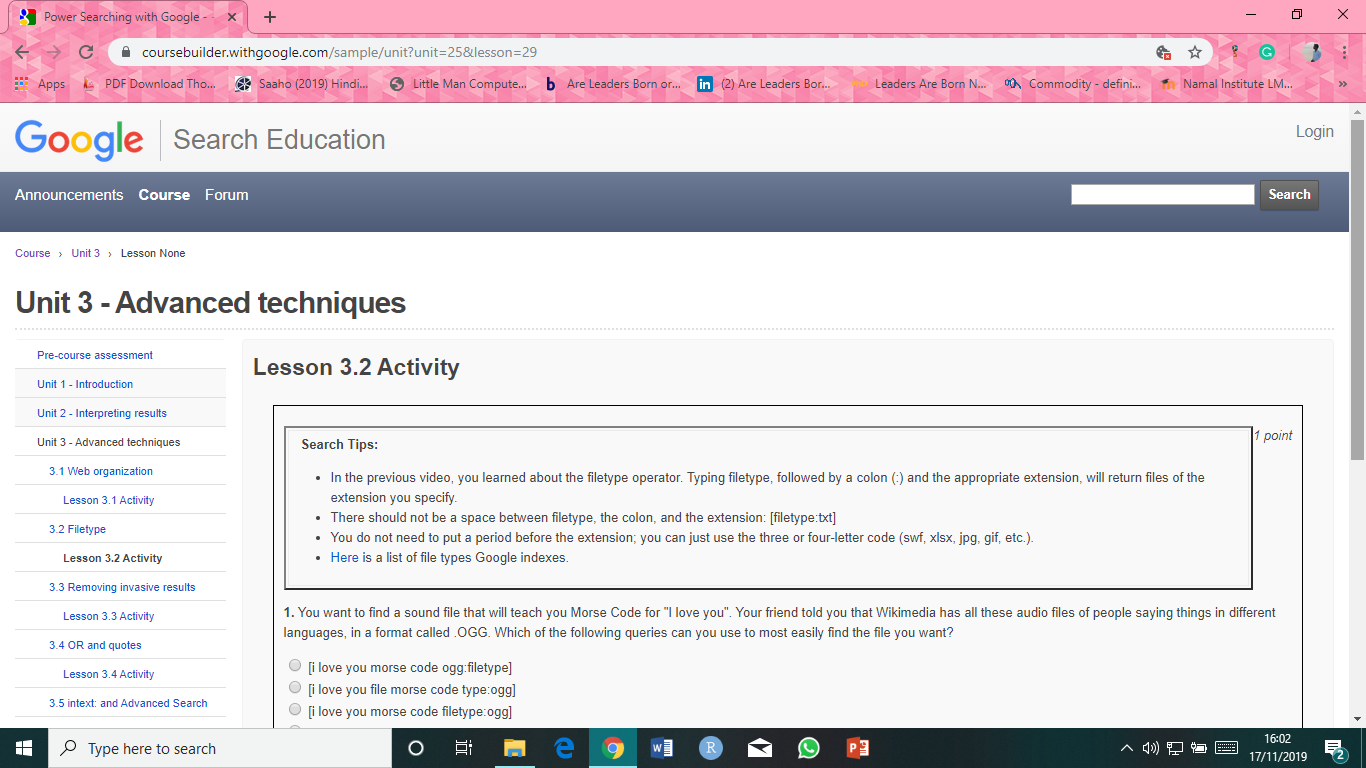 Power Searching with Google -
coursebuilder.withgoogle.com/sample/unit?unit=25&lesson=29
Apps PDF Download Tho... Saaho (2019) Hindi... Little Man Compute... b Are Leaders Born or... in (2) Are Leaders Bor... Leaders Are Born N... Commodity - defini... Namal Institute LM... »
Google Search Education
Login
Announcements Course Forum
Search
Course › Unit 3 › Lesson None
Unit 3 - Advanced techniques
Pre-course assessment
Unit 1 - Introduction
Unit 2 - Interpreting results
Unit 3 - Advanced techniques
3.1 Web organization
Lesson 3.1 Activity
3.2 Filetype
Lesson 3.2 Activity
3.3 Removing invasive results
Lesson 3.3 Activity
3.4 OR and quotes
Lesson 3.4 Activity
3.5 intext: and Advanced Search
Lesson 3.2 Activity
1 point
Search Tips:
• In the previous video, you learned about the filetype operator. Typing filetype, followed by a colon (:) and the appropriate extension, will return files of the
extension you specify.
• There should not be a space between filetype, the colon, and the extension: [filetype:txt]
• You do not need to put a period before the extension; you can just use the three or four-letter code (swf, xlsx, jpg, gif, etc.).
• Here is a list of file types Google indexes.
1. You want to find a sound file that will teach you Morse Code for "I love you". Your friend told you that Wikimedia has all these audio files of people saying things in different
languages, in a format called .OGG. Which of the following queries can you use to most easily find the file you want?
[i love you morse code ogg:filetype]
[i love you file morse code type:ogg]
[i love you morse code filetype:ogg]
Type here to search
16:02
17/11/2019
2